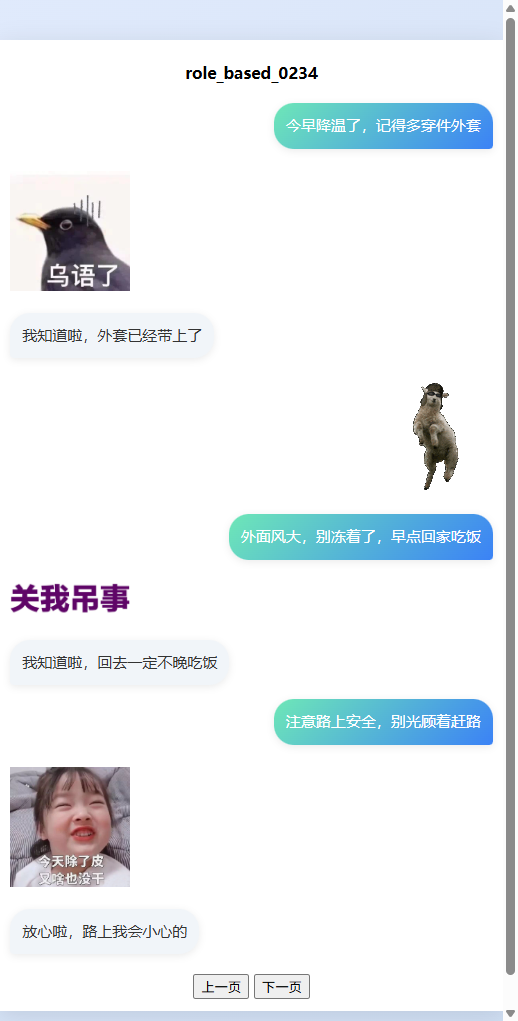 role_based_0234
今早降温了，记得多穿件外套
乌语了
我知道啦，外套已经带上了
外面风大，别冻着了，早点回家吃饭
关我吊事
我知道啦，回去一定不晚吃饭
注意路上安全，别光顾着赶路
今天除了皮
又啥也没干
放心啦，路上我会小心的
上一页 下一页